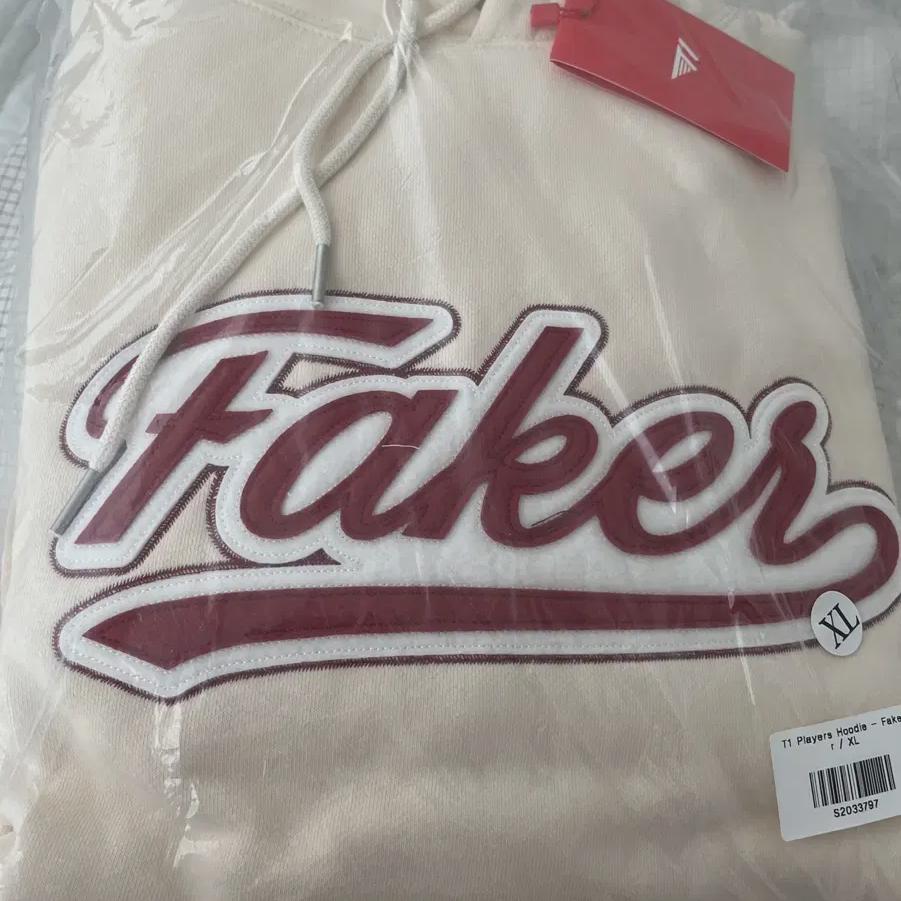 Faker
XL
T1 Players Hoodie - Fake
r / XL
S2033797